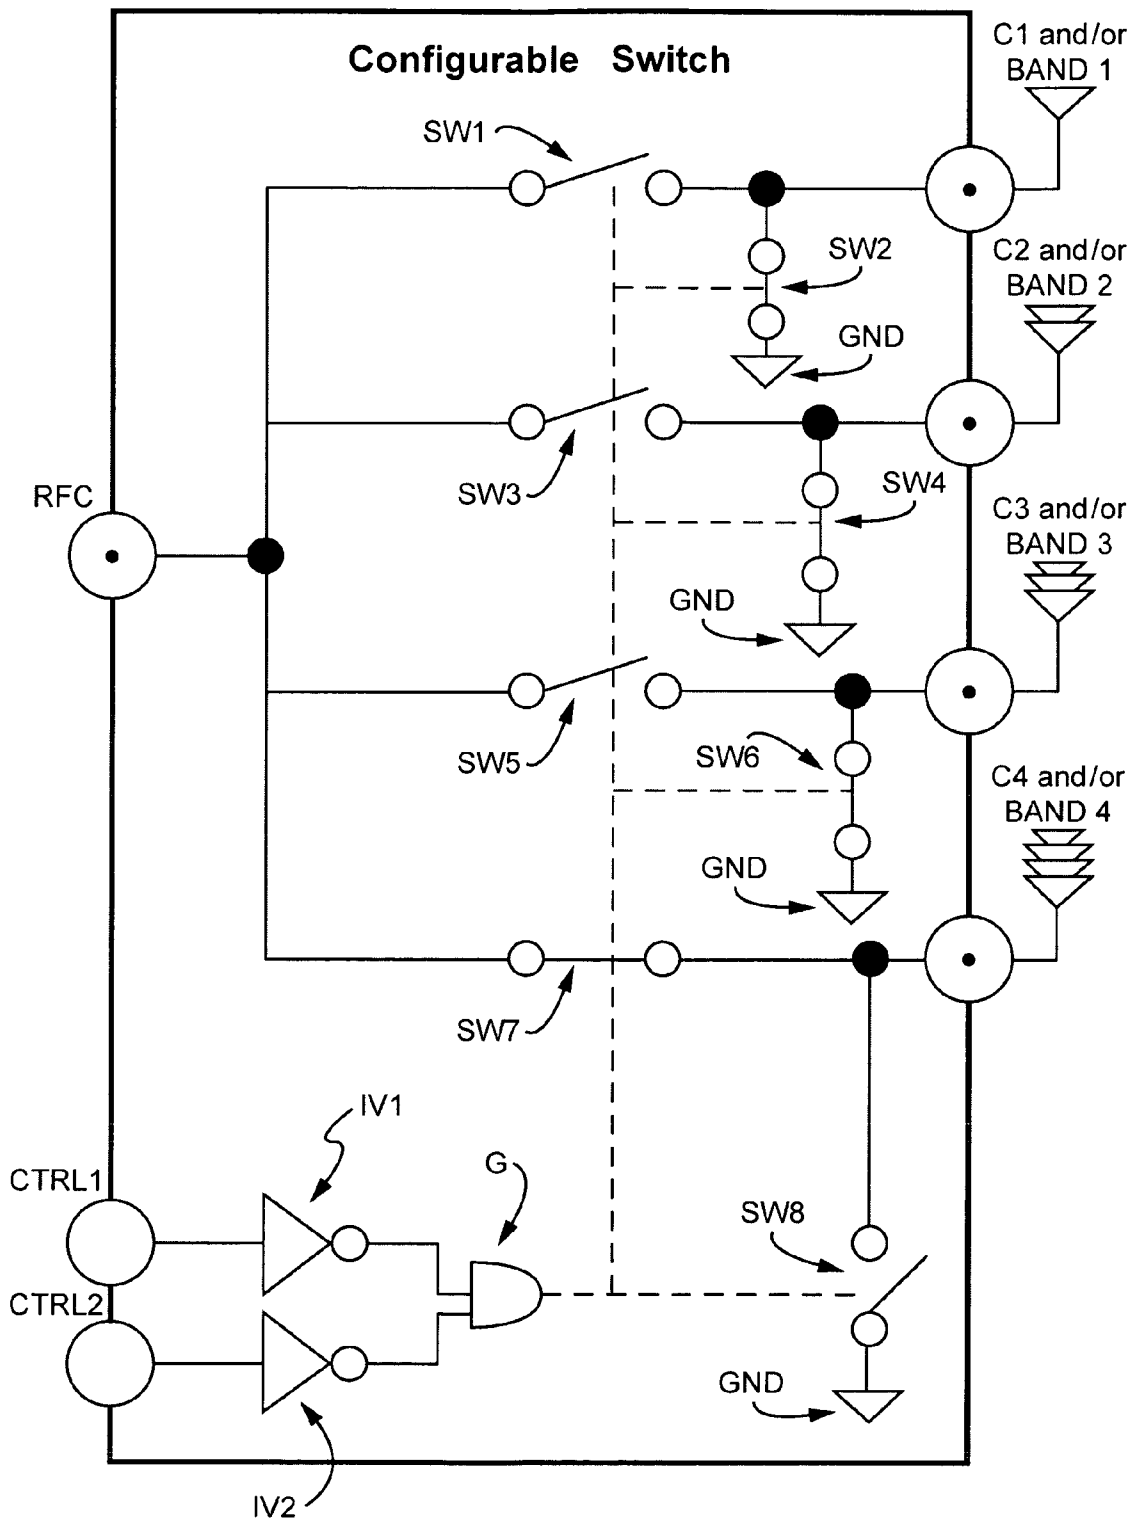 Configurable Switch
C1 and/or
BAND 1
SW1
SW2
C2 and/or
BAND 2
GND
RFC
SW3
SW4
C3 and/or
BAND 3
GND
SW5
SW6
C4 and/or
BAND 4
GND
SW7
IV1
G
CTRL1
SW8
CTRL2
GND
IV2